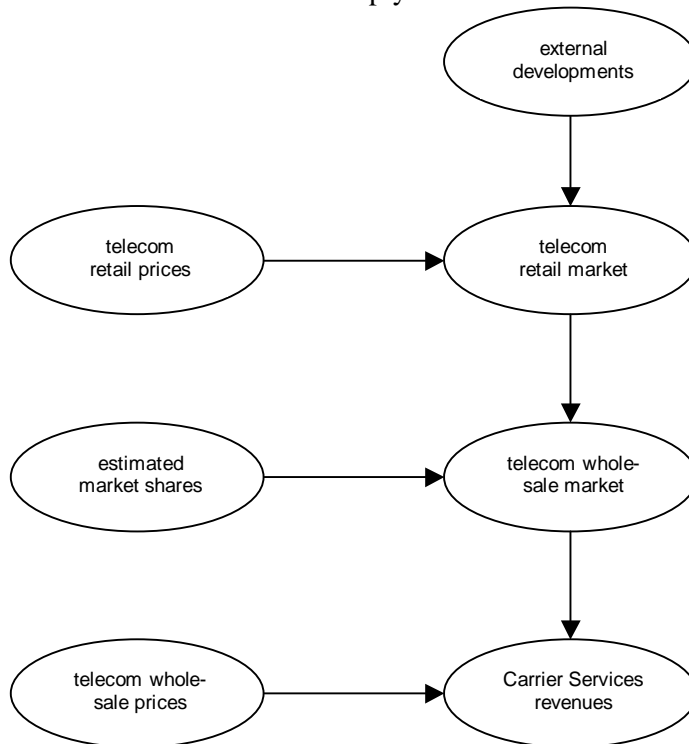 external
developments
telecom
retail prices
telecom
retail market
estimated
market shares
telecom whole-
sale market
telecom whole-
sale prices
Carrier Services
revenues